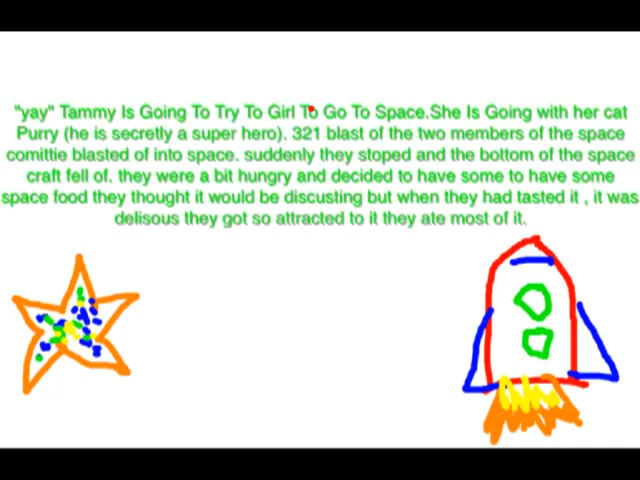 "yay" Tammy Is Going To Try To Girl To Go To Space.She Is Going with her cat
Purry (he is secretly a super hero). 321 blast of the two members of the space
comittie blasted of into space. suddenly they stoped and the bottom of the space
craft fell of. they were a bit hungry and decided to have some to have some
space food they thought it would be discusting but when they had tasted it , it was
delisous they got so attracted to it they ate most of it.